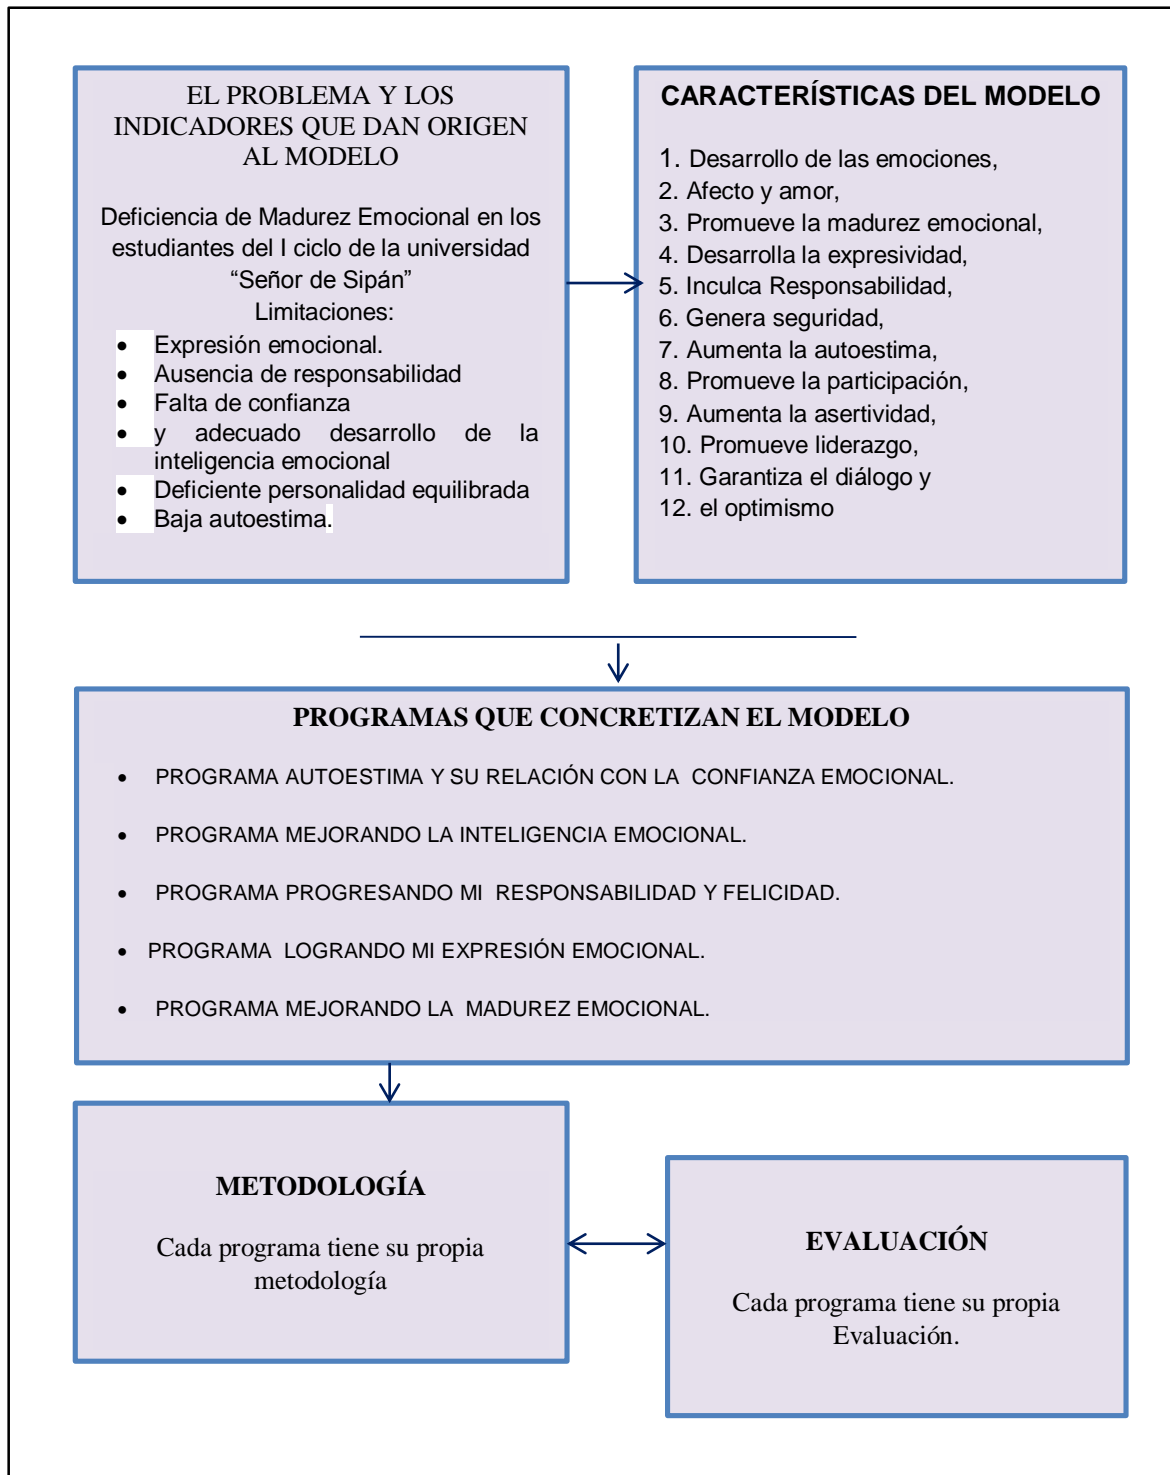 EL PROBLEMA Y LOS
INDICADORES QUE DAN ORIGEN
AL MODELO
Deficiencia de Madurez Emocional en los
estudiantes del I ciclo de la universidad
“Señor de Sipán”
Limitaciones:
• Expresión emocional.
• Ausencia de responsabilidad
• Falta de confianza
• y adecuado desarrollo de la
inteligencia emocional
• Deficiente personalidad equilibrada
• Baja autoestima.
CARACTERÍSTICAS DEL MODELO
1. Desarrollo de las emociones,
2. Afecto y amor,
3. Promueve la madurez emocional,
4. Desarrolla la expresividad,
5. Inculca Responsabilidad,
6. Genera seguridad,
7. Aumenta la autoestima,
8. Promueve la participación,
9. Aumenta la asertividad,
10. Promueve liderazgo,
11. Garantiza el diálogo y
12. el optimismo
PROGRAMAS QUE CONCRETIZAN EL MODELO
• PROGRAMA AUTOESTIMA Y SU RELACIÓN CON LA CONFIANZA EMOCIONAL.
• PROGRAMA MEJORANDO LA INTELIGENCIA EMOCIONAL.
• PROGRAMA PROGRESANDO MI RESPONSABILIDAD Y FELICIDAD.
• PROGRAMA LOGRANDO MI EXPRESIÓN EMOCIONAL.
• PROGRAMA MEJORANDO LA MADUREZ EMOCIONAL.
METODOLOGÍA
Cada programa tiene su propia
metodología
EVALUACIÓN
Cada programa tiene su propia
Evaluación.